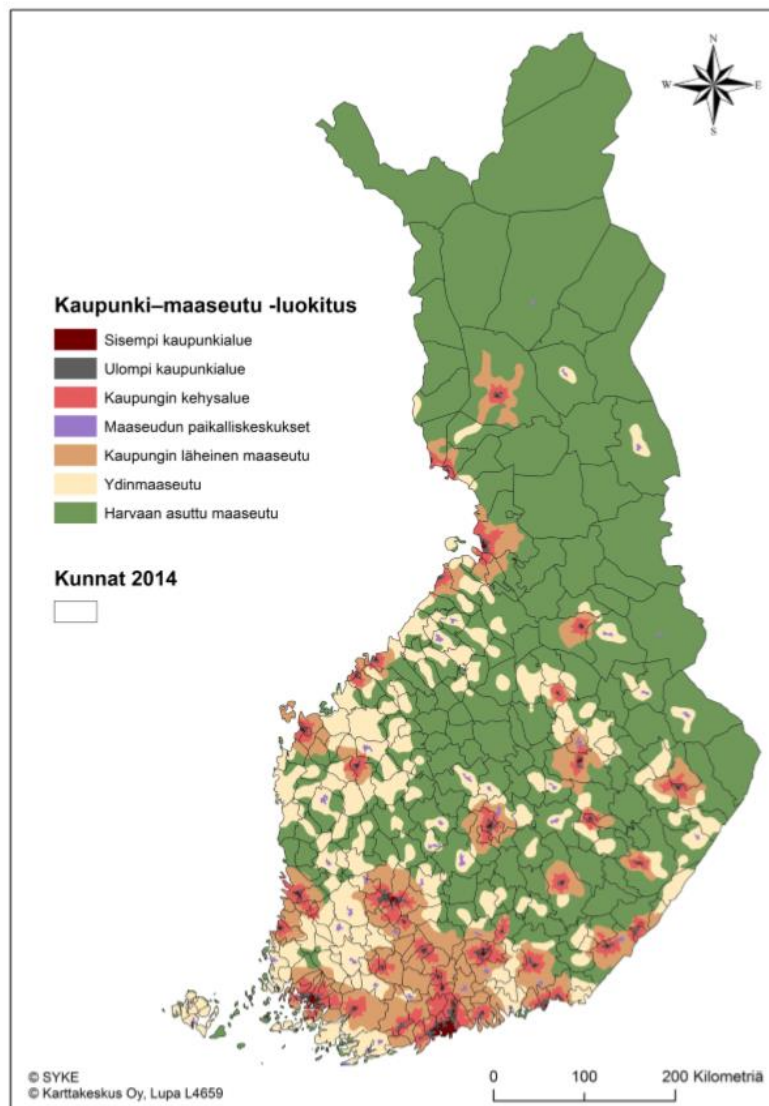 N
W
E
S
Kaupunki–maaseutu -luokitus
Sisempi kaupunkialue
Ulompi kaupunkialue
Kaupungin kehysalue
Maaseudun paikalliskeskukset
Kaupungin läheinen maaseutu
Ydinmaaseutu
Harvaan asuttu maaseutu
Kunnat 2014
© SYKE
© Karttakeskus Oy, Lupa L4659
0 100 200 Kilometriä